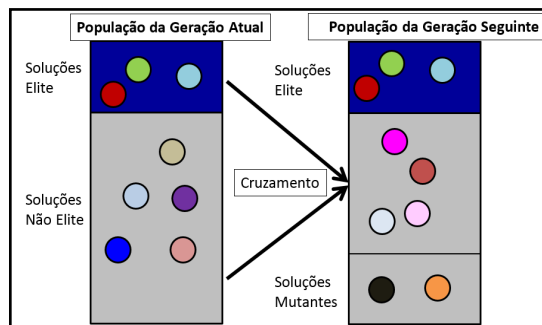 População da Geração Atual
População da Geração Seguinte
Soluções
Elite
Soluções
Elite
Cruzamento
Soluções
Não Elite
Soluções
Mutantes